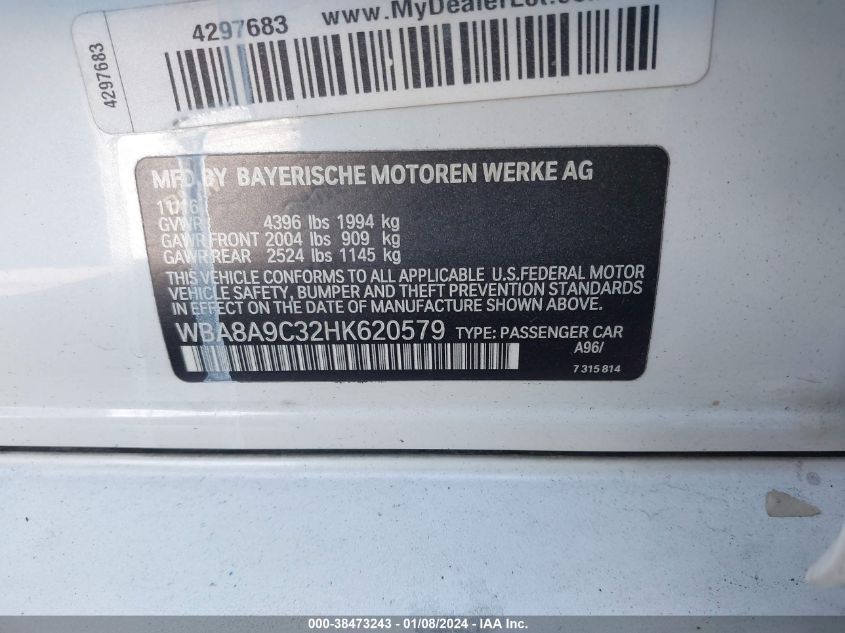 4297683
4297683
www.MyDealerLot.com
MFD BY BAYERISCHE MOTOREN WERKE AG
11/16
GVWR 4396 lbs 1994 kg
GAWR FRONT 2004 lbs 909 kg
GAWR REAR 2524 lbs 1145 kg
THIS VEHICLE CONFORMS TO ALL APPLICABLE U.S.FEDERAL MOTOR
VEHICLE SAFETY, BUMPER AND THEFT PREVENTION STANDARDS
IN EFFECT ON THE DATE OF MANUFACTURE SHOWN ABOVE.
WBA8A9C32HK620579 TYPE: PASSENGER CAR
A96/
7 315 814
000-38473243 - 01/08/2024 - IAA Inc.